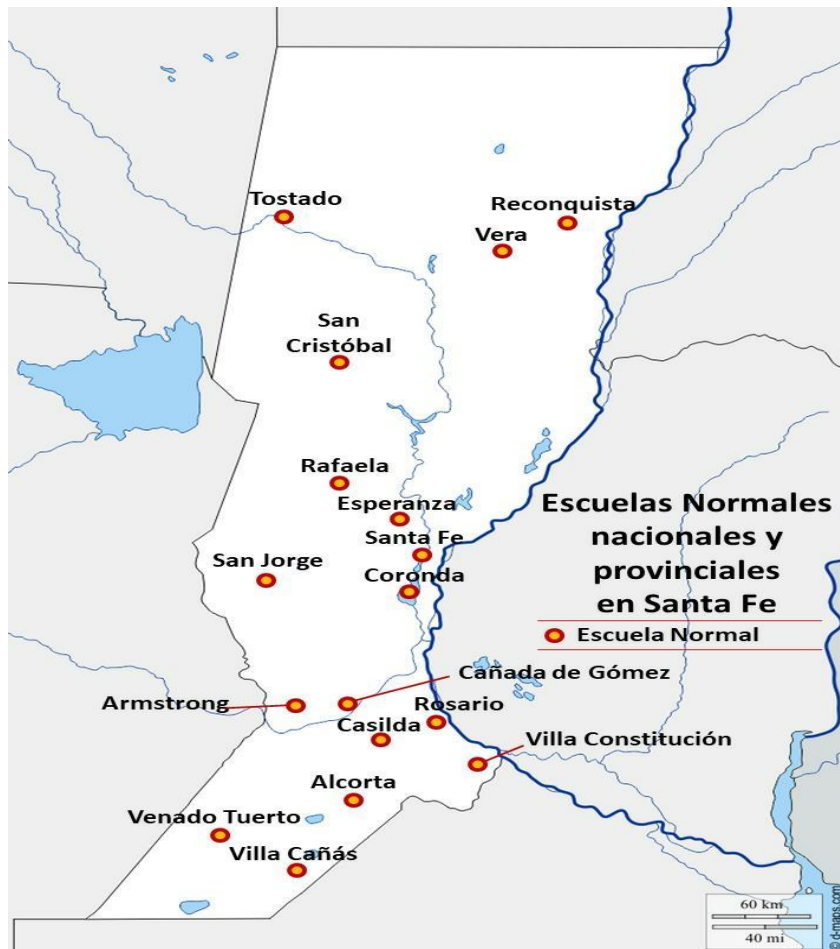 Tostado
Reconquista
Vera
San
Cristóbal
Rafaela
Esperanza
Santa Fe
San Jorge
Coronda
Escuelas Normales
nacionales y
provinciales
en Santa Fe
Escuela Normal
Cañada de Gómez
Armstrong
Rosario
Casilda
Villa Constitución
Alcorta
Venado Tuerto
Villa Cañás
60 km
40 mi
© d-maps.com